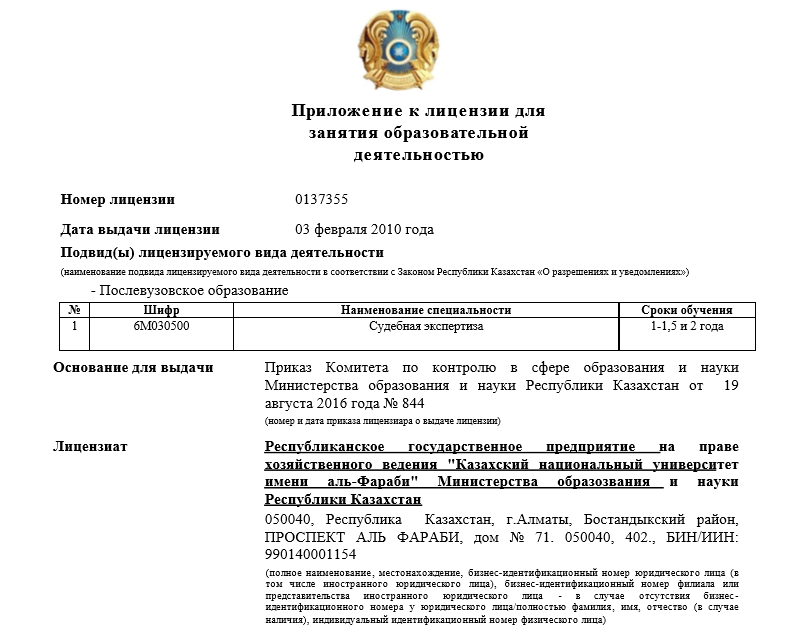 Приложение к лицензии для
занятия образовательной
деятельностью
Номер лицензии 0137355
Дата выдачи лицензии 03 февраля 2010 года
Подвид(ы) лицензируемого вида деятельности
(наименование подвида лицензируемого вида деятельности в соответствии с Законом Республики Казахстан «О разрешениях и уведомлениях»)
- Послевузовское образование
№ Шифр Наименование специальности Сроки обучения
1 6М030500 Судебная экспертиза 1-1,5 и 2 года
Основание для выдачи Приказ Комитета по контролю в сфере образования и науки
Министерства образования и науки Республики Казахстан от 19
августа 2016 года № 844
(номер и дата приказа лицензиара о выдаче лицензии)
Лицензиат Республиканское государственное предприятие на праве
хозяйственного ведения "Казахский национальный университет
имени аль-Фараби" Министерства образозвания и науки
Республики Казахстан
050040, Республика Казахстан, г.Алматы, Бостандыкский район,
ПРОСПЕКТ АЛЬ ФАРАБИ, дом № 71. 050040, 402., БИН/ИИН:
990140001154
(полное наименование, местонахождение, бизнес-идентификационный номер юридического лица (в
том числе иностранного юридического лица), бизнес-идентификационный номер филиала или
представительства иностранного юридического лица - в случае отсутствия бизнес-
идентификационного номера у юридического лица/полностью фамилия, имя, отчество (в случае
наличия), индивидуальный идентификационный номер физического лица)